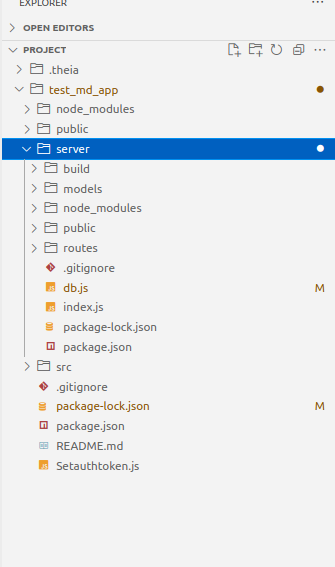 EXPLORER
OPEN EDITORS
PROJECT
.theia
test_md_app
node_modules
public
server
build
models
node_modules
public
routes
.gitignore
db.js M
index.js
package-lock.json
package.json
src
.gitignore
package-lock.json M
package.json
README.md
Setauthtoken.js